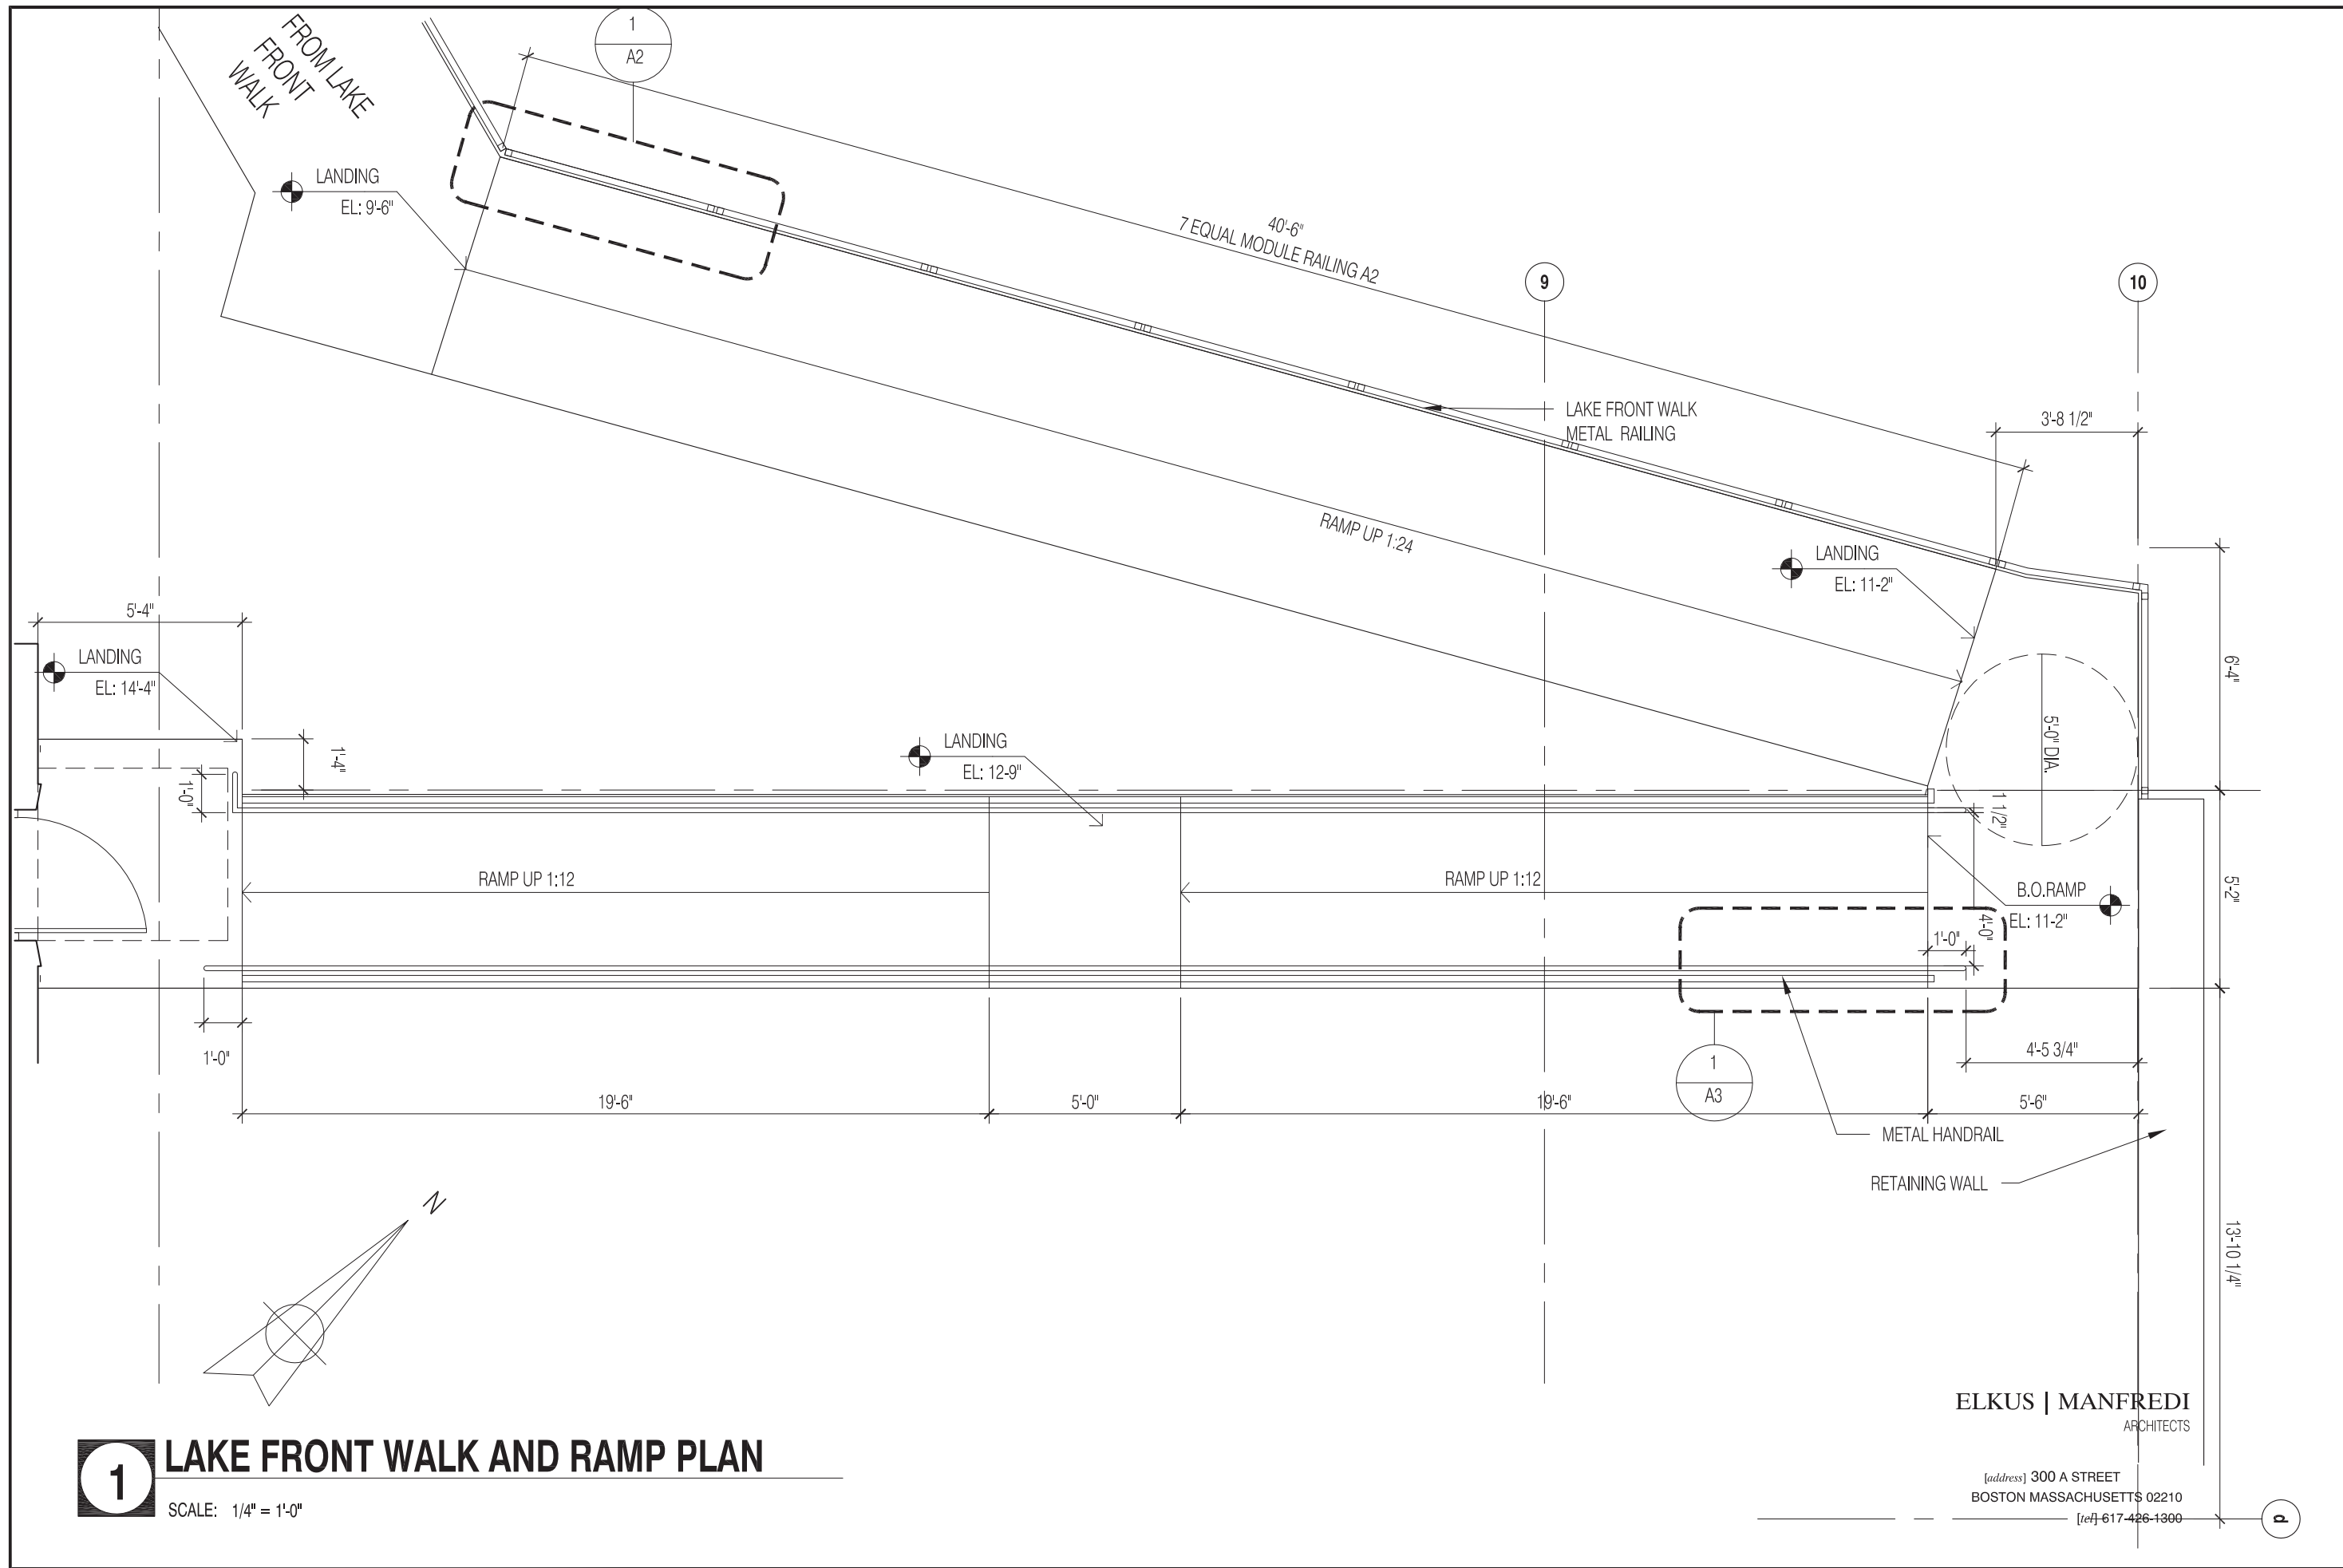 FROM LAKE
FRONT
WALK
1
A2
LANDING
EL: 9'-6"
40'-6"
7 EQUAL MODULE RAILING A2
9
10
LAKE FRONT WALK
METAL RAILING
3'-8 1/2"
RAMP UP 1:24
LANDING
EL: 11-2"
5'-4"
LANDING
EL: 14'-4"
6'-4"
5'-0" DIA.
1'-4"
1'-0"
LANDING
EL: 12-9"
1 1/2"
RAMP UP 1:12
RAMP UP 1:12
B.O.RAMP
EL: 11-2"
5'-2"
4'-0"
1'-0"
1'-0"
4'-5 3/4"
1
A3
19'-6"
5'-0"
19'-6"
5'-6"
METAL HANDRAIL
RETAINING WALL
N
13'-10 1/4"
ELKUS | MANFREDI
ARCHITECTS
1
LAKE FRONT WALK AND RAMP PLAN
SCALE: 1/4" = 1'-0"
[address] 300 A STREET
BOSTON MASSACHUSETTS 02210
[tel] 617-426-1300
p